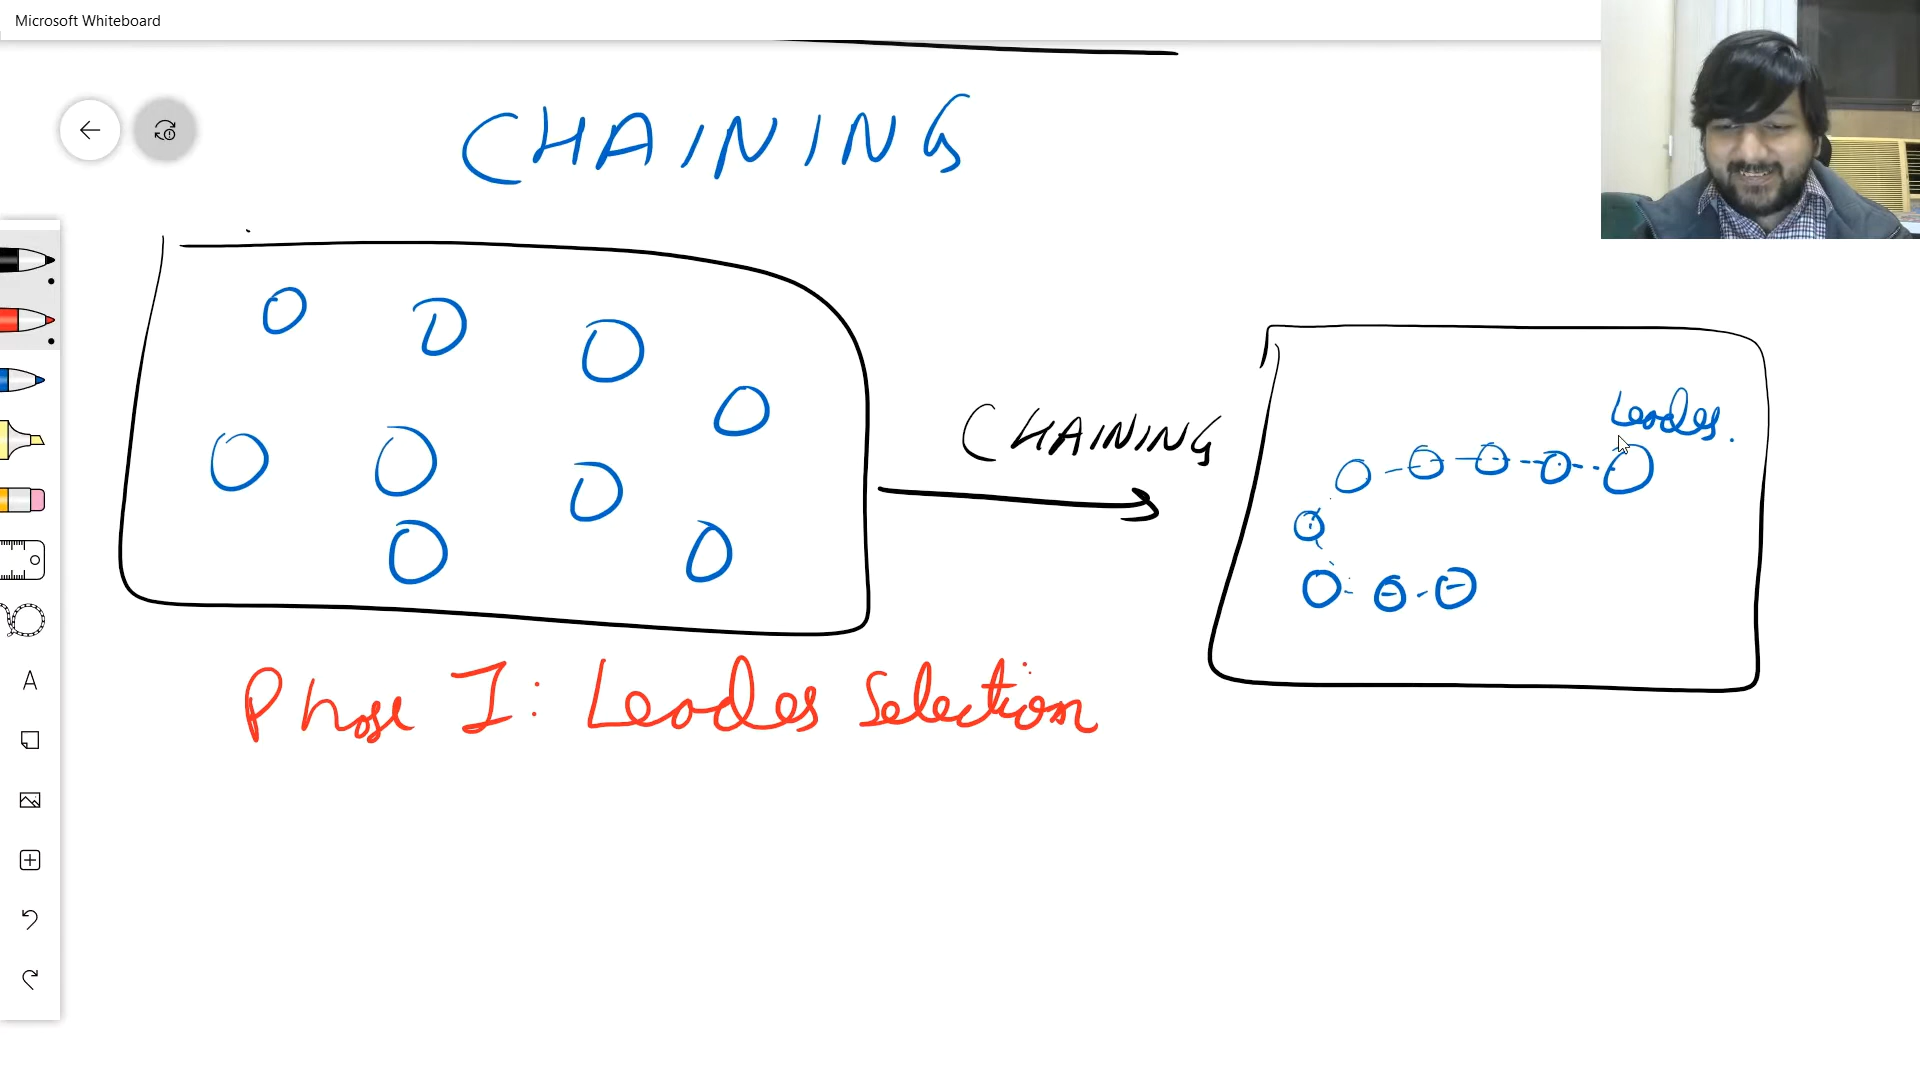 Microsoft Whiteboard
CHAINING
CHAINING
Leader.
Phase I: Leader Selection
A